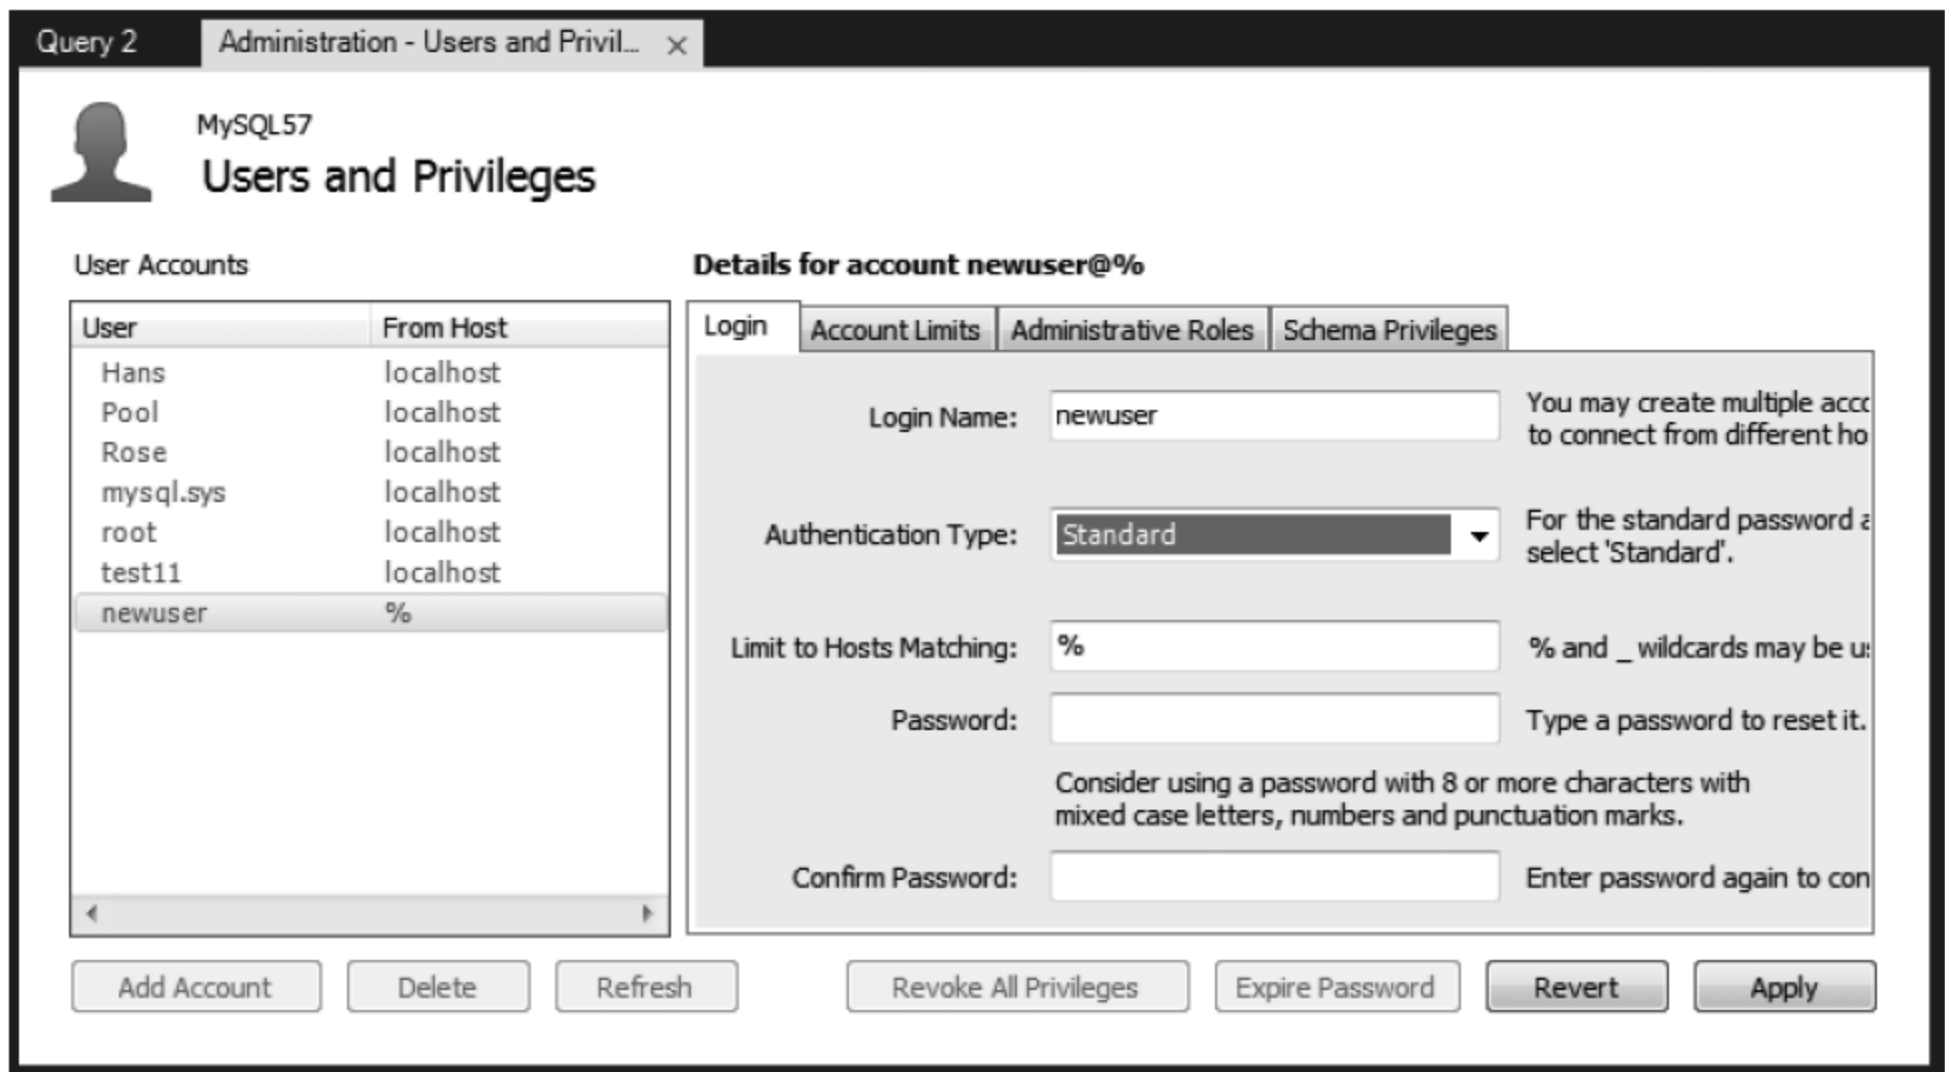 Query 2
Administration - Users and Privil...
MySQL57
Users and Privileges
User Accounts
User From Host
Hans localhost
Pool localhost
Rose localhost
mysql.sys localhost
root localhost
test11 localhost
newuser %
Add Account Delete Refresh
Details for account newuser@%
Login Account Limits Administrative Roles Schema Privileges
Login Name: newuser
You may create multiple acco
to connect from different ho
Authentication Type: Standard
For the standard password a
select 'Standard'.
Limit to Hosts Matching: % % and _ wildcards may be us
Password: Type a password to reset it.
Consider using a password with 8 or more characters with
mixed case letters, numbers and punctuation marks.
Confirm Password: Enter password again to con
Revoke All Privileges Expire Password Revert Apply